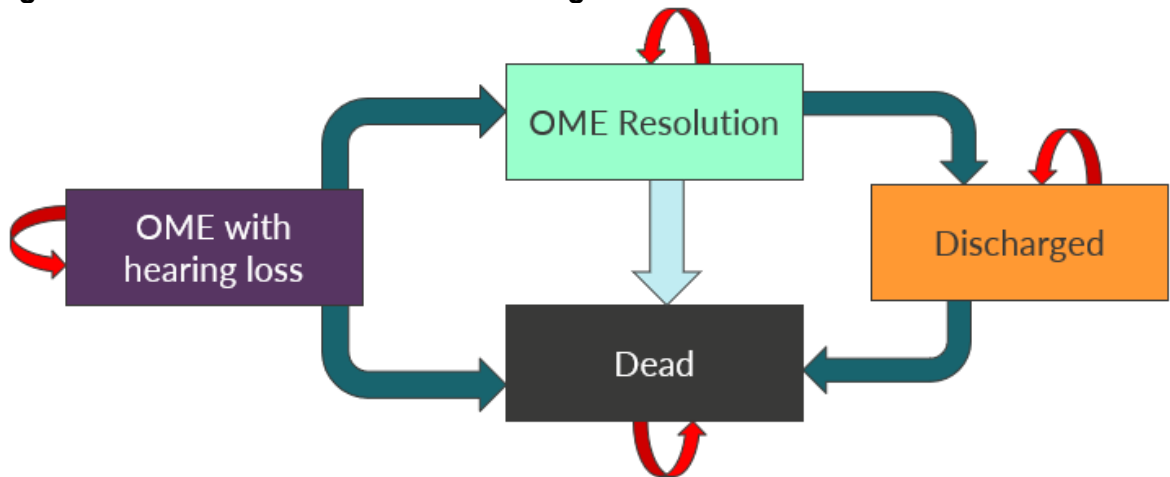 OME Resolution
OME with
hearing loss
Discharged
Dead